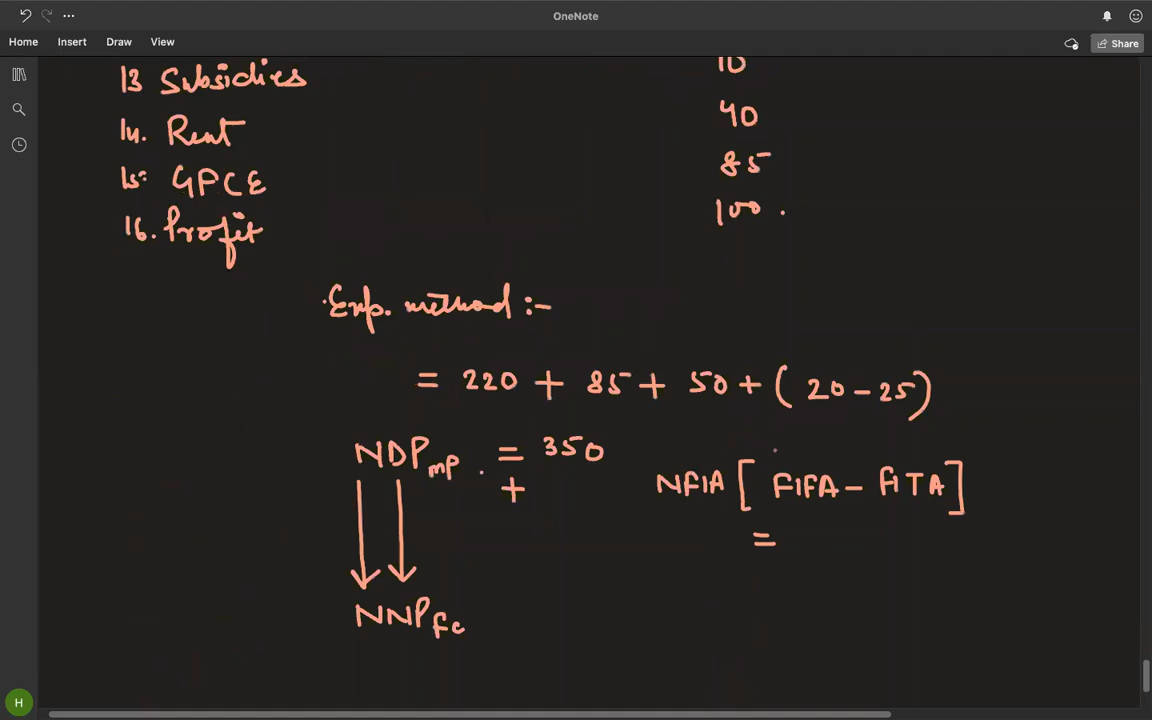 OneNote
Home Insert Draw View Share
13 Subsidies 10
14. Rent 40
15: GPCE 85
16. Profit 100.
Exp. method :-
= 220 + 85 + 50 + (20 - 25)
NDPmp. = 350
+ NFIA [FIFA - FITA]
=
NNPfc
H